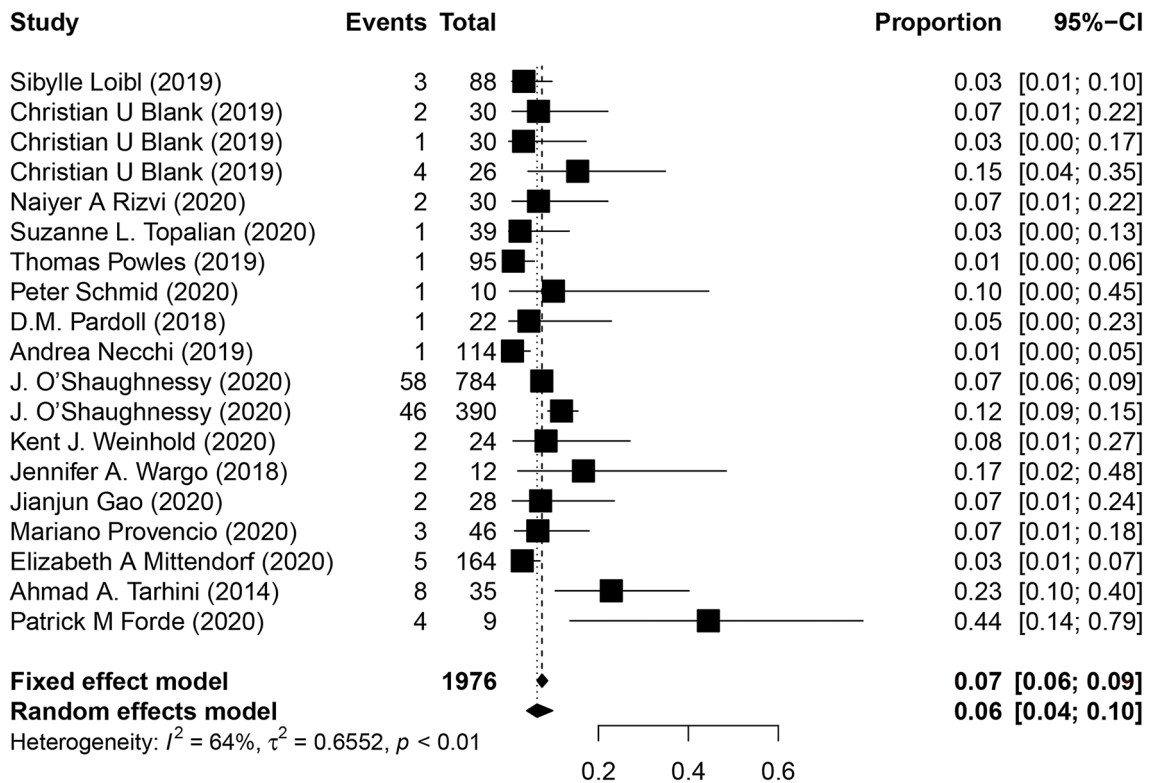 Study Events Total Proportion 95%−CI
Sibylle Loibl (2019) 3 88 0.03 [0.01; 0.10]
Christian U Blank (2019) 2 30 0.07 [0.01; 0.22]
Christian U Blank (2019) 1 30 0.03 [0.00; 0.17]
Christian U Blank (2019) 4 26 0.15 [0.04; 0.35]
Naiyer A Rizvi (2020) 2 30 0.07 [0.01; 0.22]
Suzanne L. Topalian (2020) 1 39 0.03 [0.00; 0.13]
Thomas Powles (2019) 1 95 0.01 [0.00; 0.06]
Peter Schmid (2020) 1 10 0.10 [0.00; 0.45]
D.M. Pardoll (2018) 1 22 0.05 [0.00; 0.23]
Andrea Necchi (2019) 1 114 0.01 [0.00; 0.05]
J. O’Shaughnessy (2020) 58 784 0.07 [0.06; 0.09]
J. O’Shaughnessy (2020) 46 390 0.12 [0.09; 0.15]
Kent J. Weinhold (2020) 2 24 0.08 [0.01; 0.27]
Jennifer A. Wargo (2018) 2 12 0.17 [0.02; 0.48]
Jianjun Gao (2020) 2 28 0.07 [0.01; 0.24]
Mariano Provencio (2020) 3 46 0.07 [0.01; 0.18]
Elizabeth A Mittendorf (2020) 5 164 0.03 [0.01; 0.07]
Ahmad A. Tarhini (2014) 8 35 0.23 [0.10; 0.40]
Patrick M Forde (2020) 4 9 0.44 [0.14; 0.79]
Fixed effect model 1976 0.07 [0.06; 0.09]
Random effects model 0.06 [0.04; 0.10]
Heterogeneity: I² = 64%, τ² = 0.6552, p < 0.01
0.2 0.4 0.6